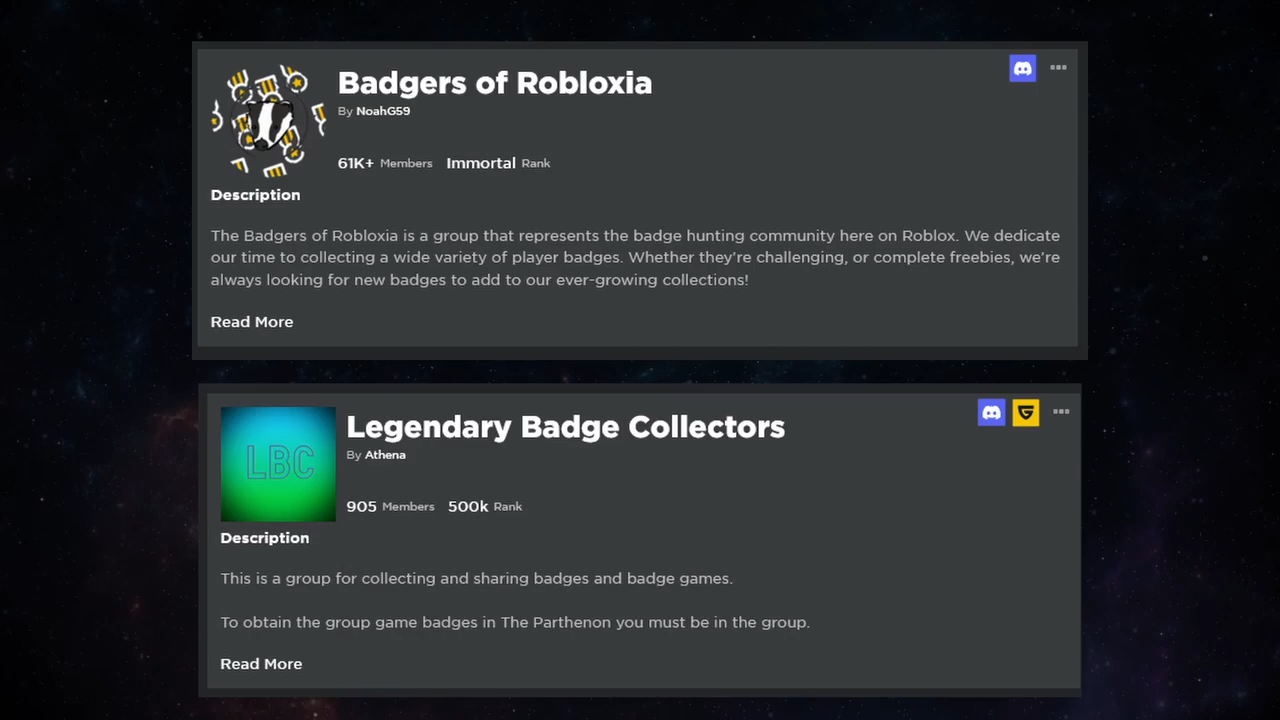 Badgers of Robloxia
By NoahG59
61K+ Members Immortal Rank
Description
The Badgers of Robloxia is a group that represents the badge hunting community here on Roblox. We dedicate
our time to collecting a wide variety of player badges. Whether they're challenging, or complete freebies, we're
always looking for new badges to add to our ever-growing collections!
Read More
LBC
Legendary Badge Collectors
By Athena
905 Members 500k Rank
Description
This is a group for collecting and sharing badges and badge games.
To obtain the group game badges in The Parthenon you must be in the group.
Read More